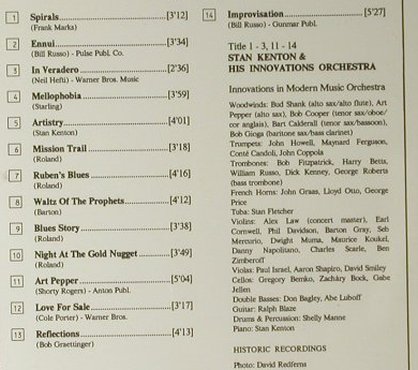 1 Spirals [3'12]
(Frank Marks)
2 Ennui [3'34]
(Bill Russo) - Pulse Publ. Co.
3 In Veradero [2'36]
(Neil Hefti) - Warner Bros. Music
4 Mellophobia [3'59]
(Starling)
5 Artistry [4'01]
(Stan Kenton)
6 Mission Trail [3'18]
(Roland)
7 Ruben's Blues [4'16]
(Roland)
8 Waltz Of The Prophets [4'12]
(Barton)
9 Blues Story [3'38]
(Roland)
10 Night At The Gold Nugget [3'49]
(Roland)
11 Art Pepper [5'04]
(Shorty Rogers) - Anton Publ.
12 Love For Sale [3'17]
(Cole Porter) - Warner Bros.
13 Reflections [4'13]
(Bob Graettinger)
14 Improvisation [5'27]
(Bill Russo) - Gunmar Publ.
Title 1 - 3, 11 - 14
STAN KENTON &
HIS INNOVATIONS ORCHESTRA
Innovations in Modern Music Orchestra
Woodwinds: Bud Shank (alto sax/alto flute), Art
Pepper (alto sax), Bob Cooper (tenor sax/oboe/
cor anglais), Bart Calderall (tenor sax/bassoon),
Bob Gioga (baritone sax/bass clarinet)
Trumpets: John Howell, Maynard Ferguson,
Conté Candoli, John Coppola
Trombones: Bob Fitzpatrick, Harry Betts,
William Russo, Dick Kenney, George Roberts
(bass trombone)
French Horns: John Graas, Lloyd Otto, George
Price
Tuba: Stan Fletcher
Violins: Alex Law (concert master), Earl
Cornwell, Phil Davidson, Barton Gray, Seb
Mercurio, Dwight Muma, Maurice Koukel,
Danny Napolitano, Charles Scarle, Ben
Zimberoff
Violas: Paul Israel, Aaron Shapiro, David Smiley
Cellos: Gregory Bemko, Zachary Bock, Gabe
Jellen
Double Basses: Don Bagley, Abe Luboff
Guitar: Ralph Blaze
Drums & Percussion: Shelly Manne
Piano: Stan Kenton
HISTORIC RECORDINGS
Photo: David Redferns